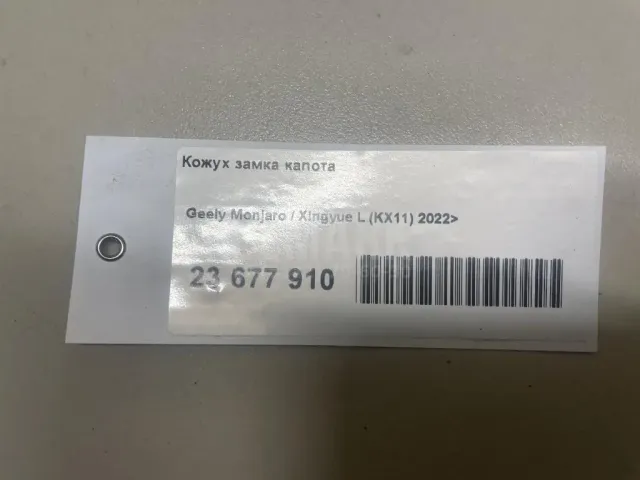 Кожух замка капота
Geely Monjaro / Xingyue L (KX11) 2022>
23 677 910